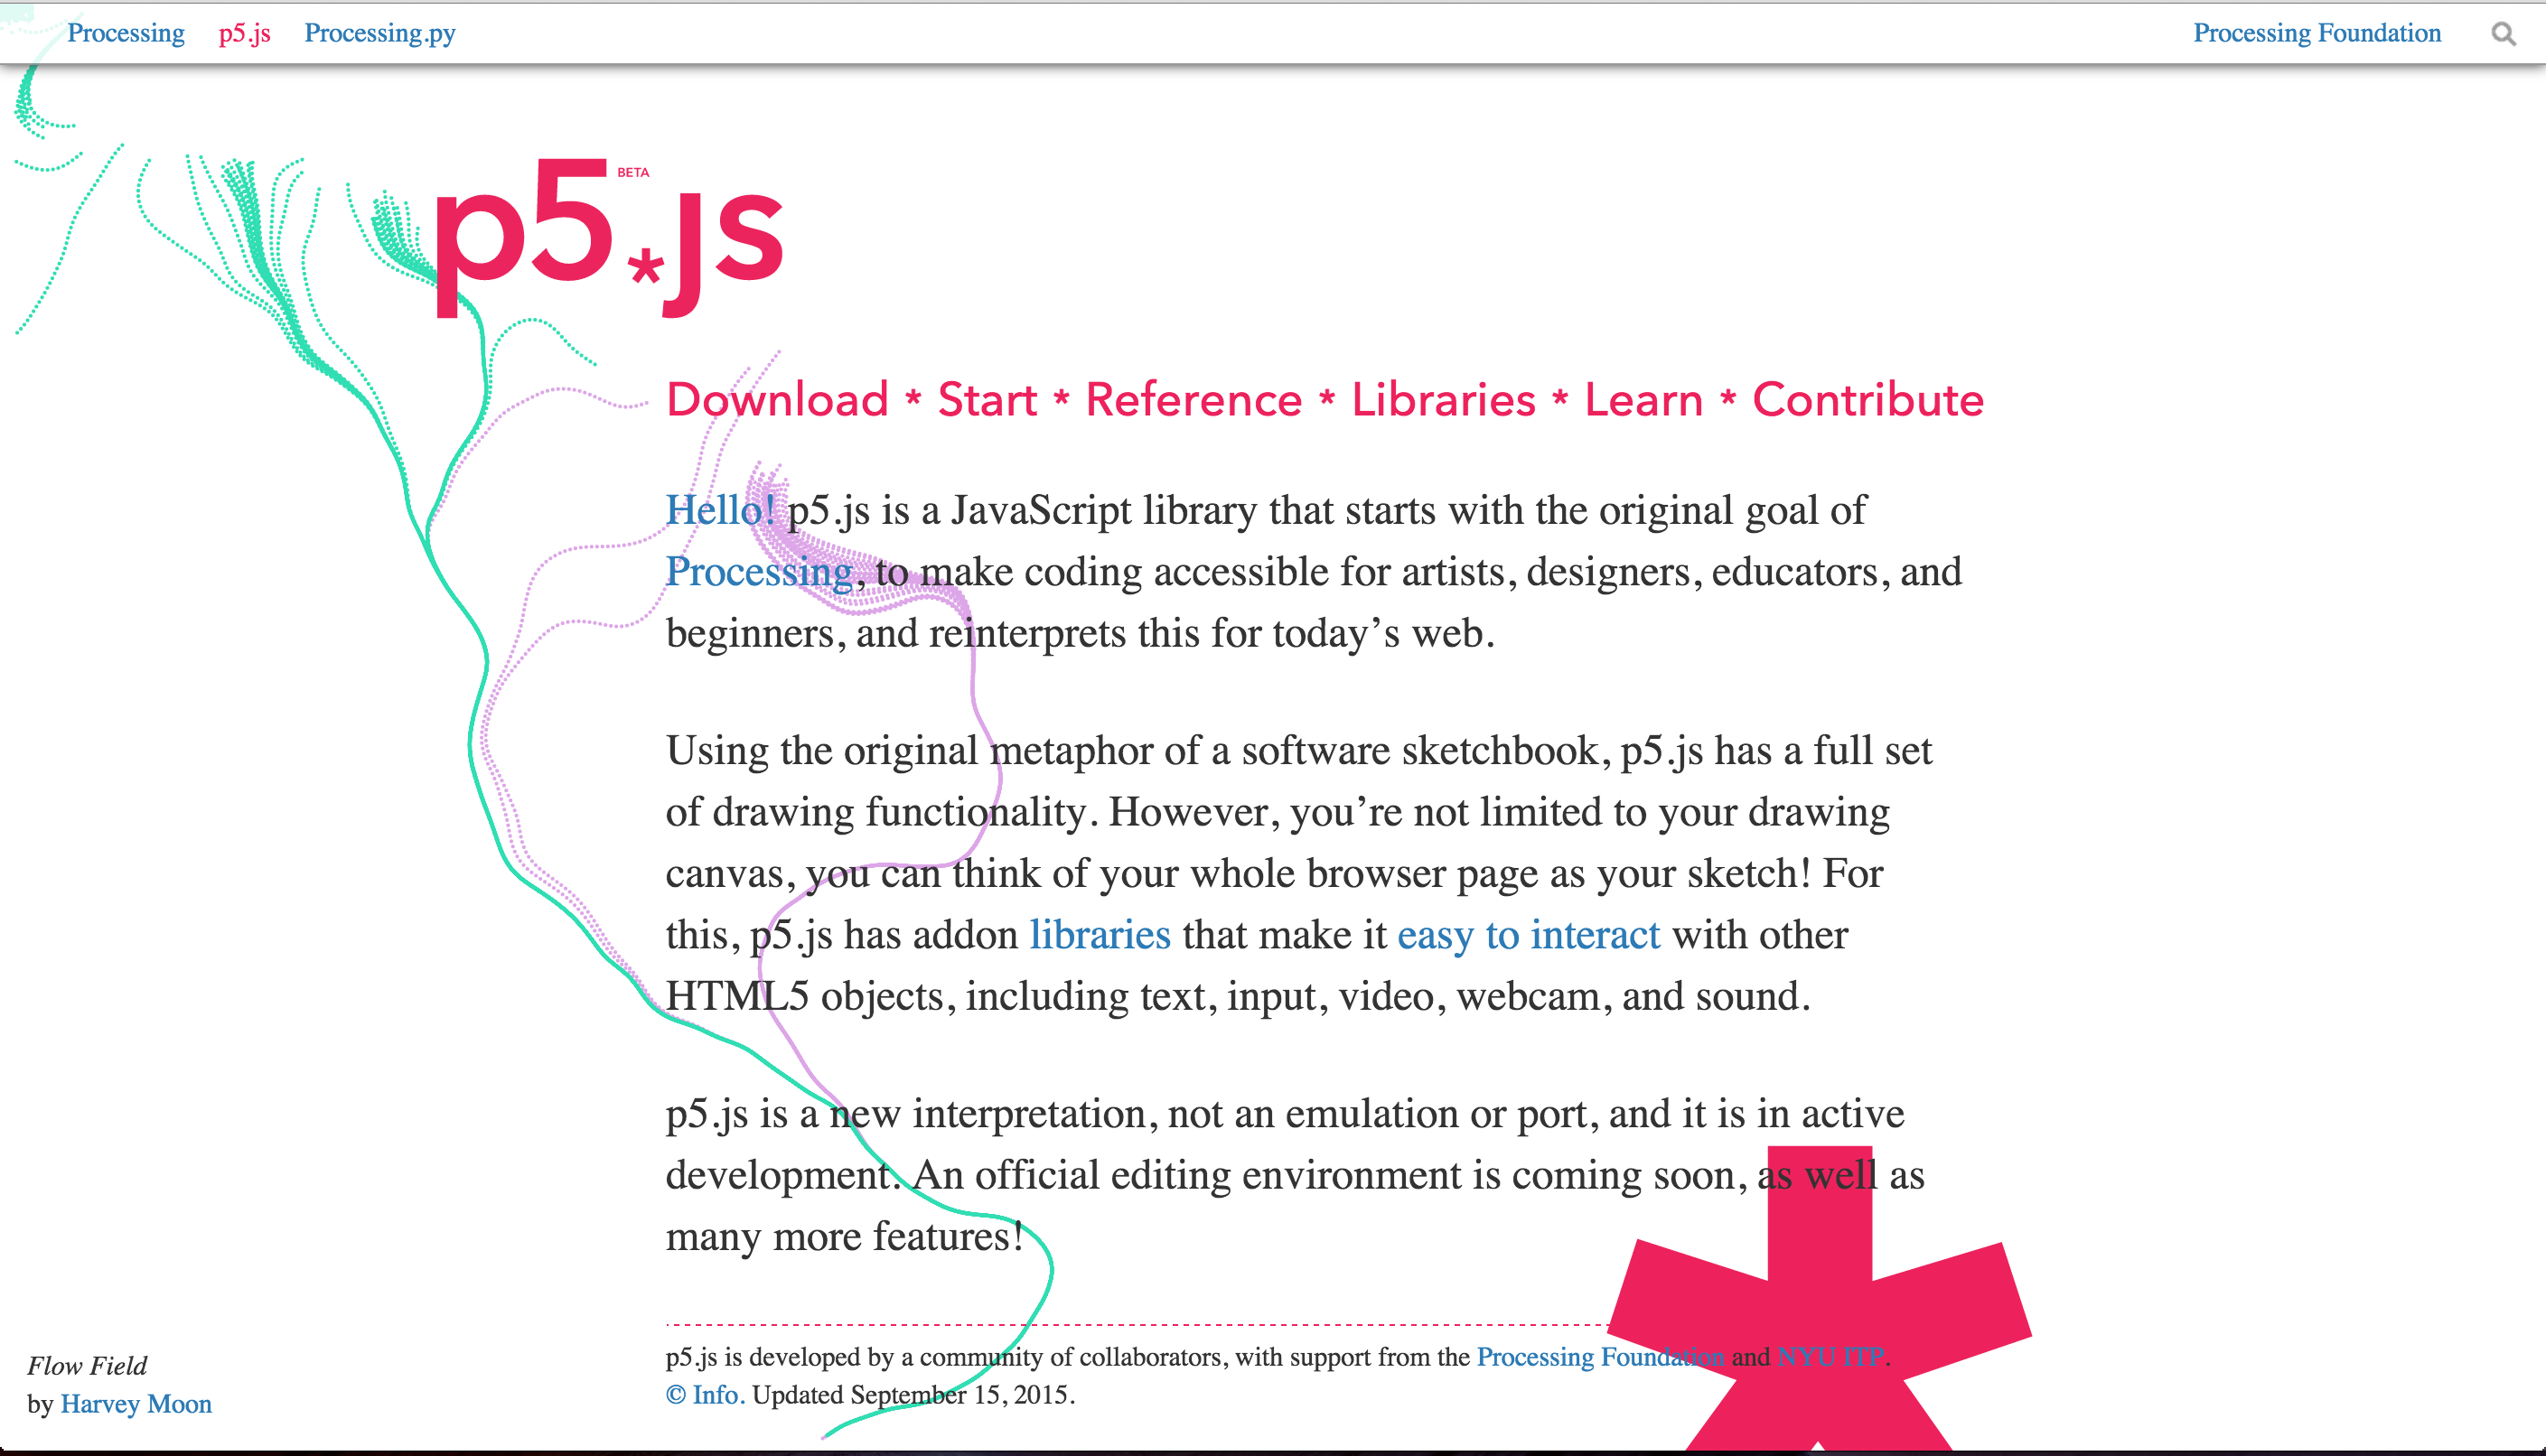 Processing p5.js Processing.py Processing Foundation
p5.js BETA
Download * Start * Reference * Libraries * Learn * Contribute
Hello! p5.js is a JavaScript library that starts with the original goal of
Processing, to make coding accessible for artists, designers, educators, and
beginners, and reinterprets this for today’s web.
Using the original metaphor of a software sketchbook, p5.js has a full set
of drawing functionality. However, you’re not limited to your drawing
canvas, you can think of your whole browser page as your sketch! For
this, p5.js has addon libraries that make it easy to interact with other
HTML5 objects, including text, input, video, webcam, and sound.
p5.js is a new interpretation, not an emulation or port, and it is in active
development. An official editing environment is coming soon, as well as
many more features!
p5.js is developed by a community of collaborators, with support from the Processing Foundation and NYU ITP.
© Info. Updated September 15, 2015.
Flow Field
by Harvey Moon